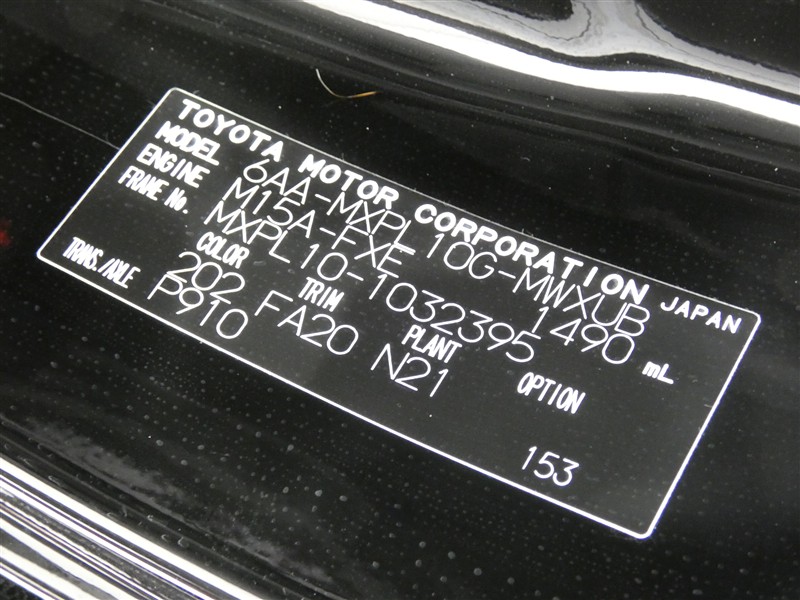 TOYOTA MOTOR CORPORATION JAPAN
MODEL 6AA-MXPL10G-MWXUB
ENGINE M15A-FXE 1490 mL
FRAME No. MXPL10-1032395
COLOR TRIM PLANT OPTION
202 FA20 N21
TRANS./AXLE P910
153